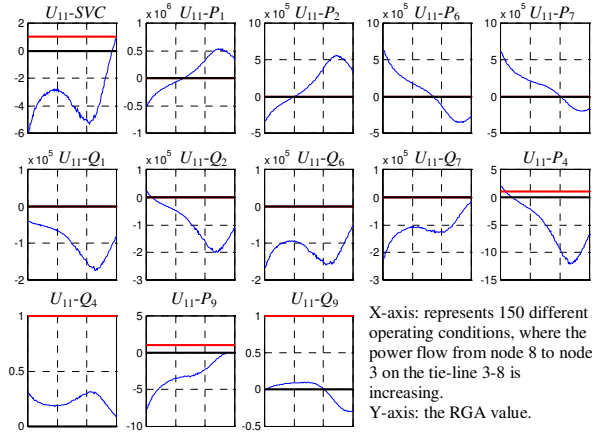 U11-SVC
U11-P1
U11-P2
U11-P6
U11-P7
2
0
-2
-4
-6
x 10^6
1
0.5
0
-0.5
-1
x 10^5
10
5
0
-5
x 10^5
10
5
0
-5
x 10^5
10
5
0
-5
U11-Q1
U11-Q2
U11-Q6
U11-Q7
U11-P4
x 10^5
1
0
-1
-2
x 10^5
1
0
-1
-2
-3
x 10^5
1
0
-1
-2
x 10^5
1
0
-1
-2
-3
5
0
-5
-10
-15
U11-Q4
U11-P9
U11-Q9
1
0.5
0
5
0
-5
-10
1
0.5
0
-0.5
X-axis: represents 150 different
operating conditions, where the
power flow from node 8 to node
3 on the tie-line 3-8 is
increasing.
Y-axis: the RGA value.